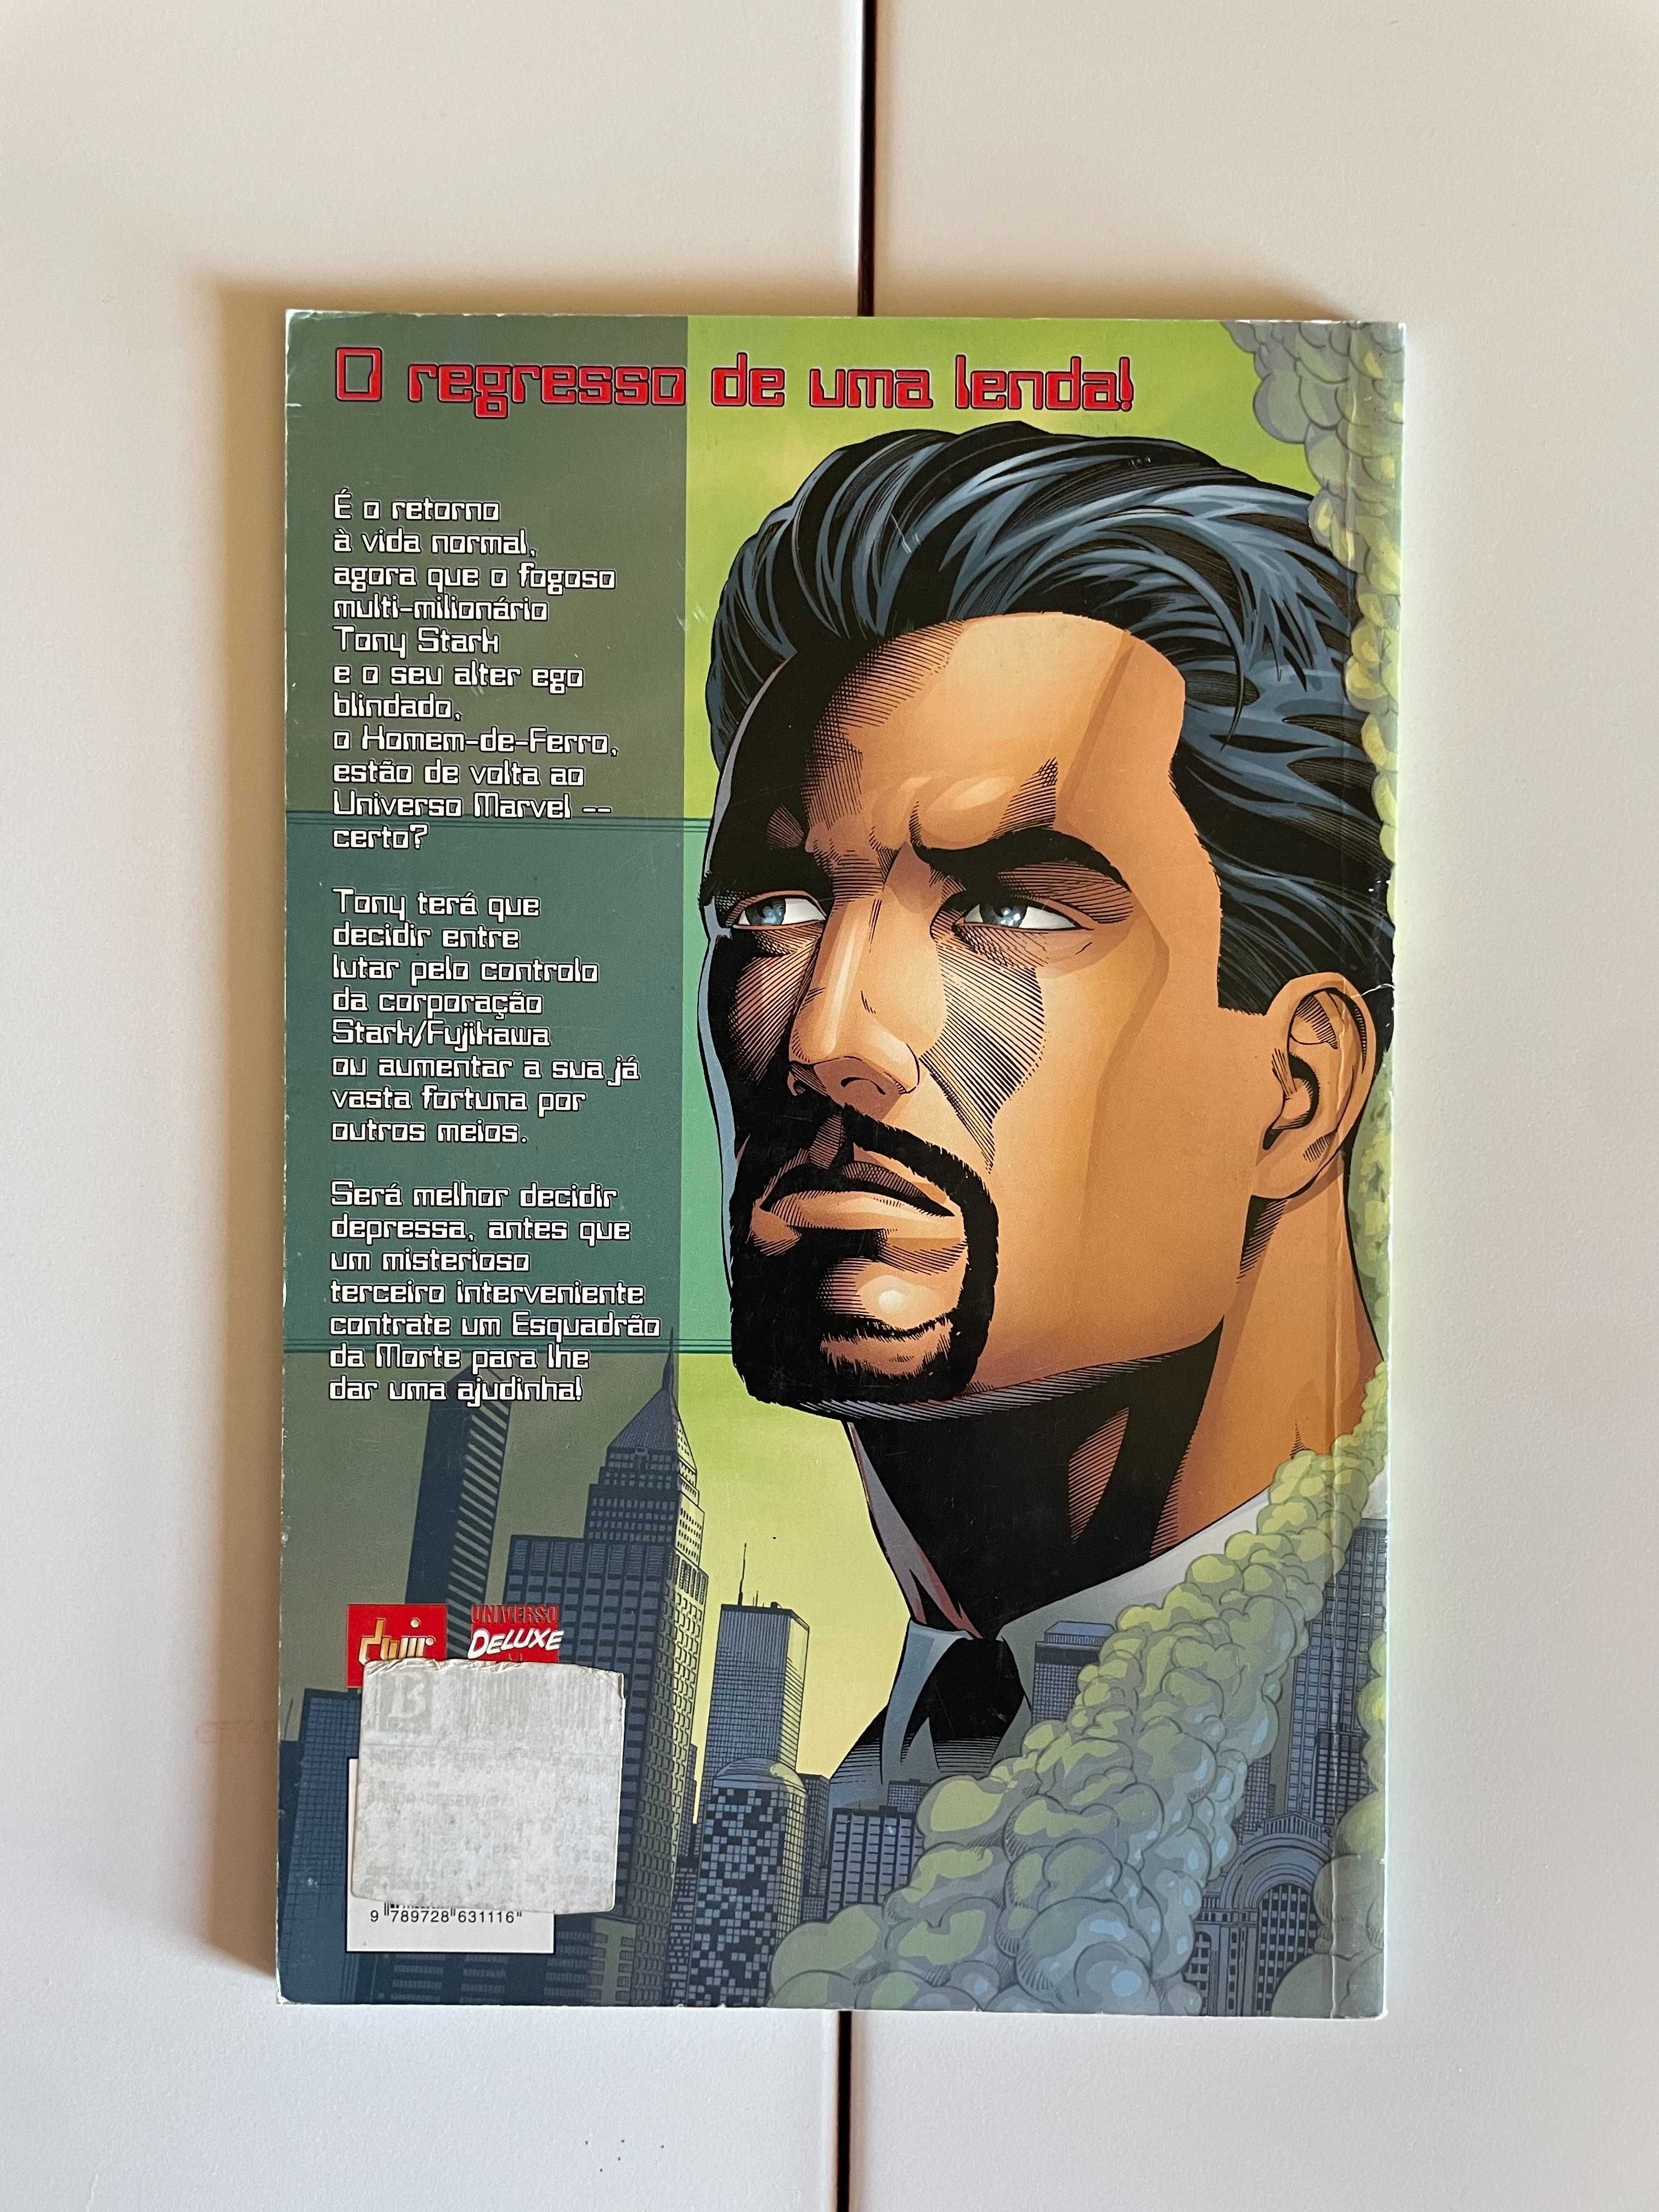 O regresso de uma lenda!
É o retorno
à vida normal,
agora que o fogoso
multi-milionário
Tony Stark
e o seu alter ego
blindado,
o Homem-de-Ferro,
estão de volta ao
Universo Marvel --
certo?
Tony terá que
decidir entre
lutar pelo controlo
da corporação
Stark/Fujikawa
ou aumentar a sua já
vasta fortuna por
outros meios.
Será melhor decidir
depressa, antes que
um misterioso
terceiro interveniente
contrate um Esquadrão
da Morte para lhe
dar uma ajudinha!
devir
UNIVERSO
DELUXE
9 789728 631116